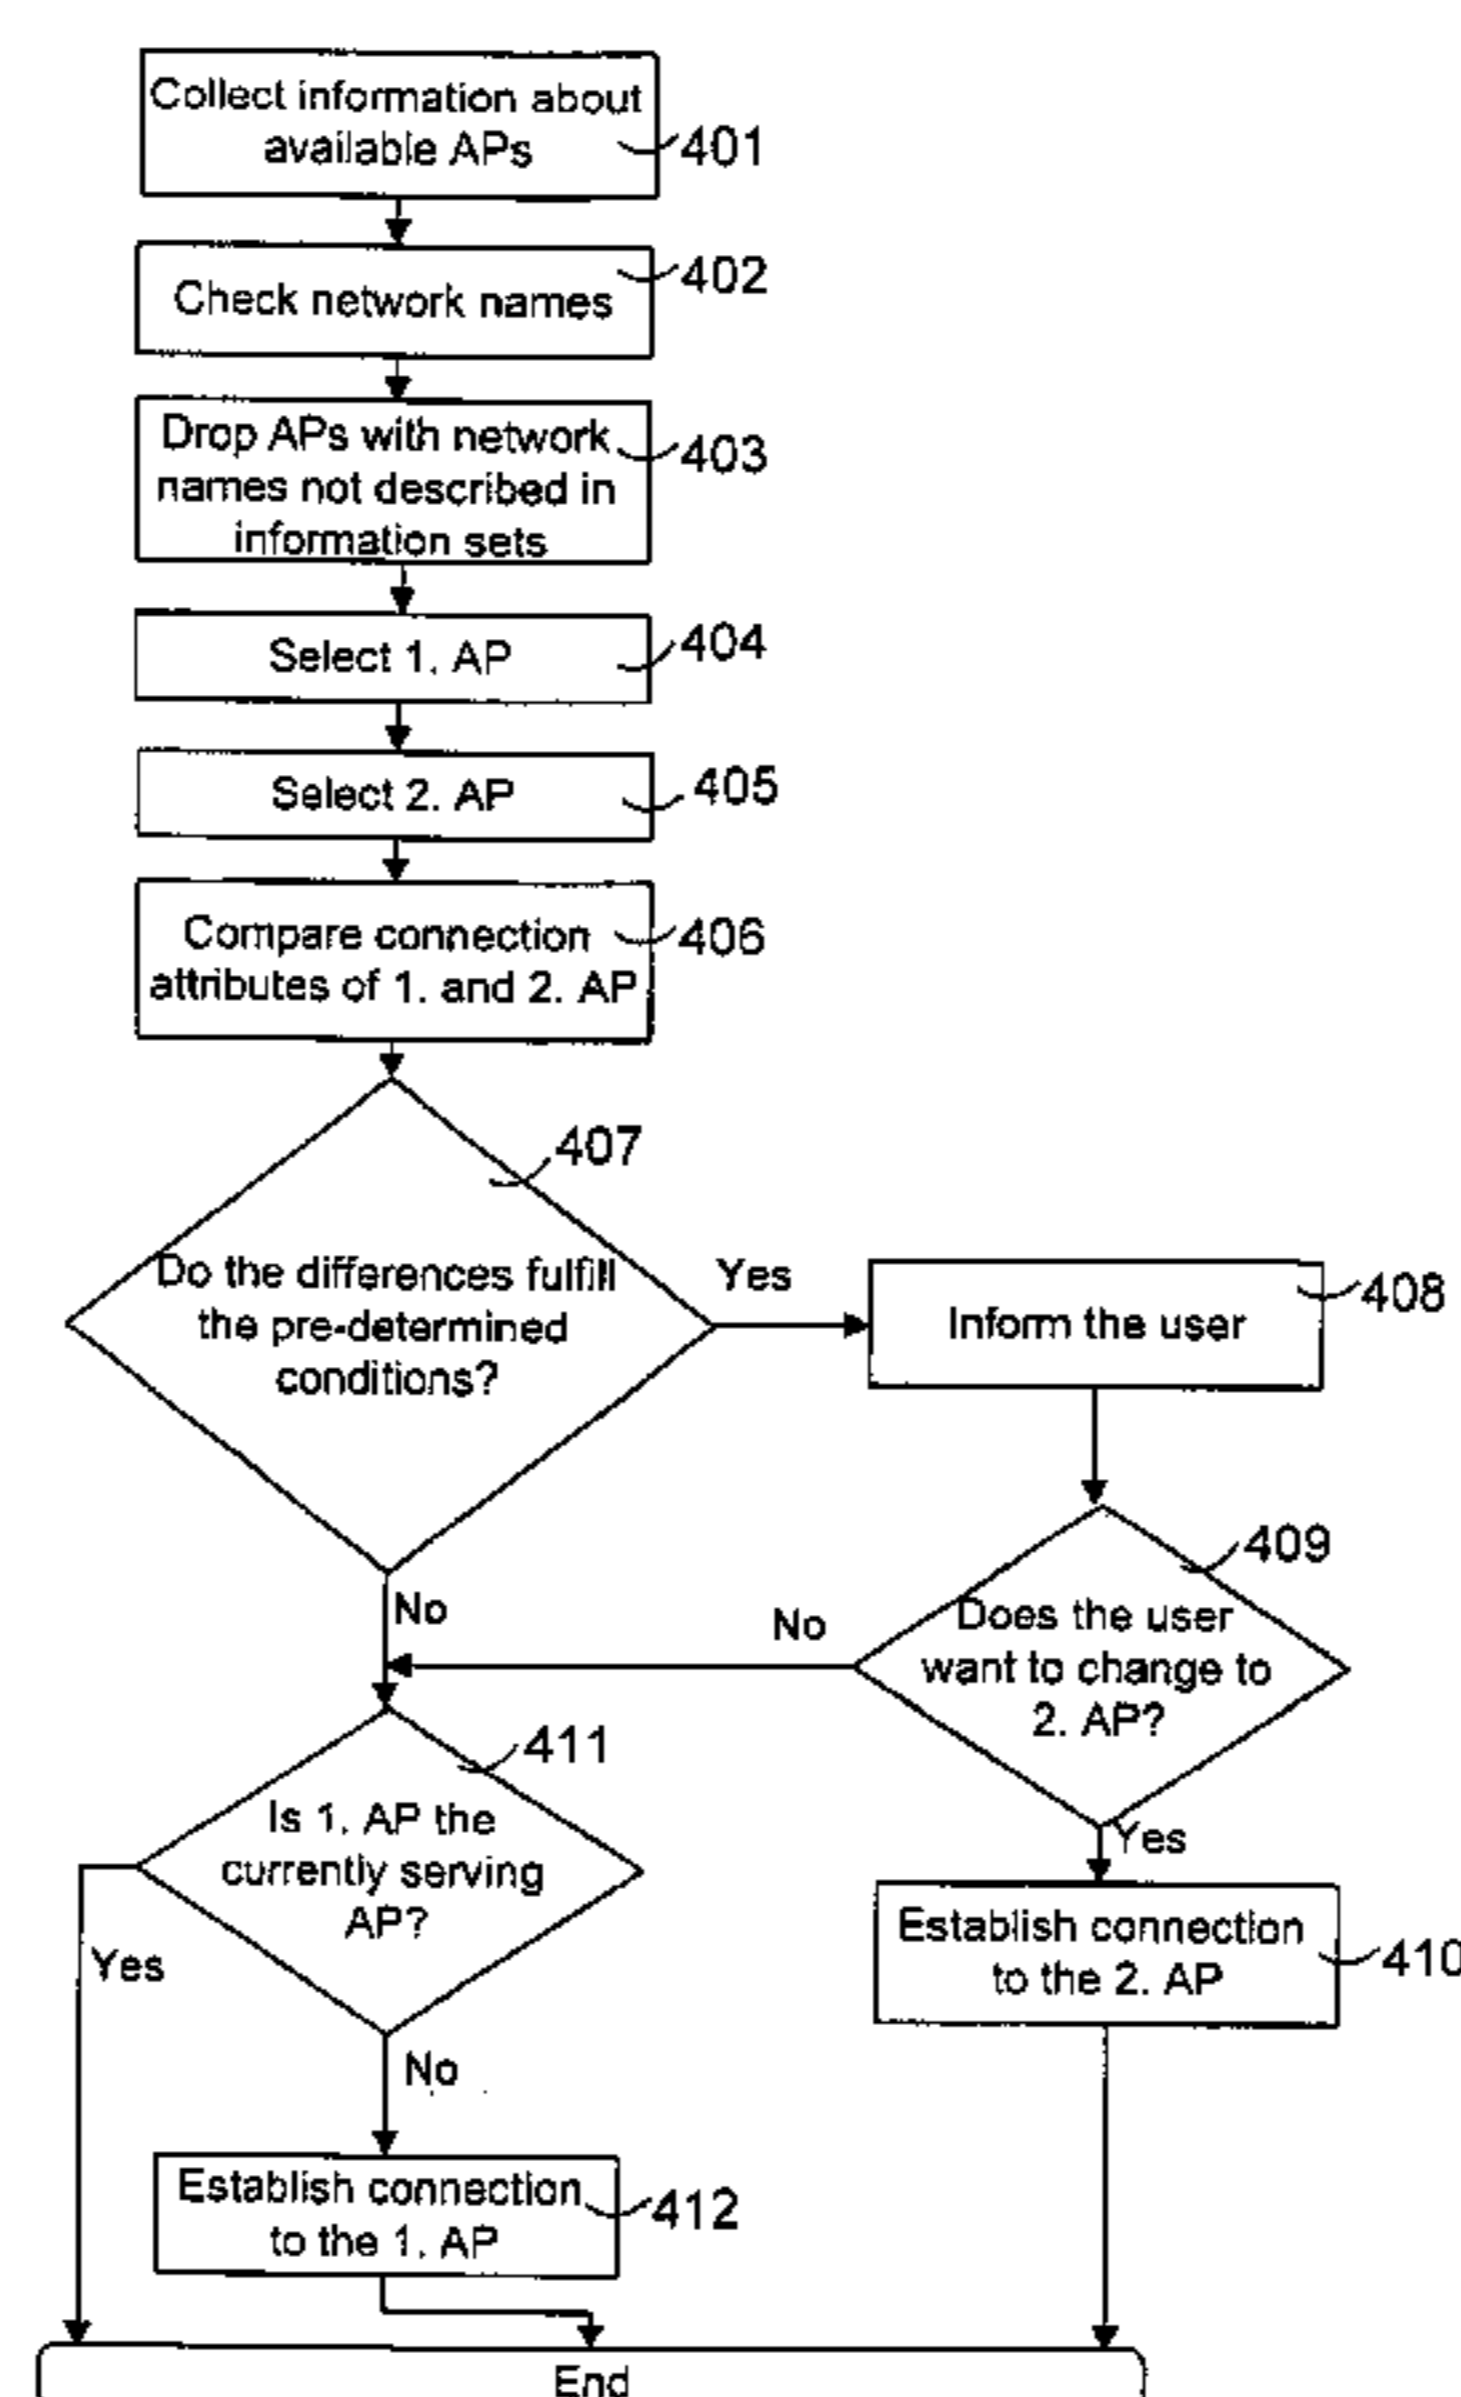 Collect information about
available APs
401
Check network names
402
Drop APs with network
names not described in
information sets
403
Select 1. AP
404
Select 2. AP
405
Compare connection
attributes of 1. and 2. AP
406
407
Do the differences fulfill
the pre-determined
conditions?
Yes
Inform the user
408
No
409
Does the user
want to change to
2. AP?
No
Yes
411
Is 1. AP the
currently serving
AP?
Yes
No
Establish connection
to the 2. AP
410
Establish connection
to the 1. AP
412
End